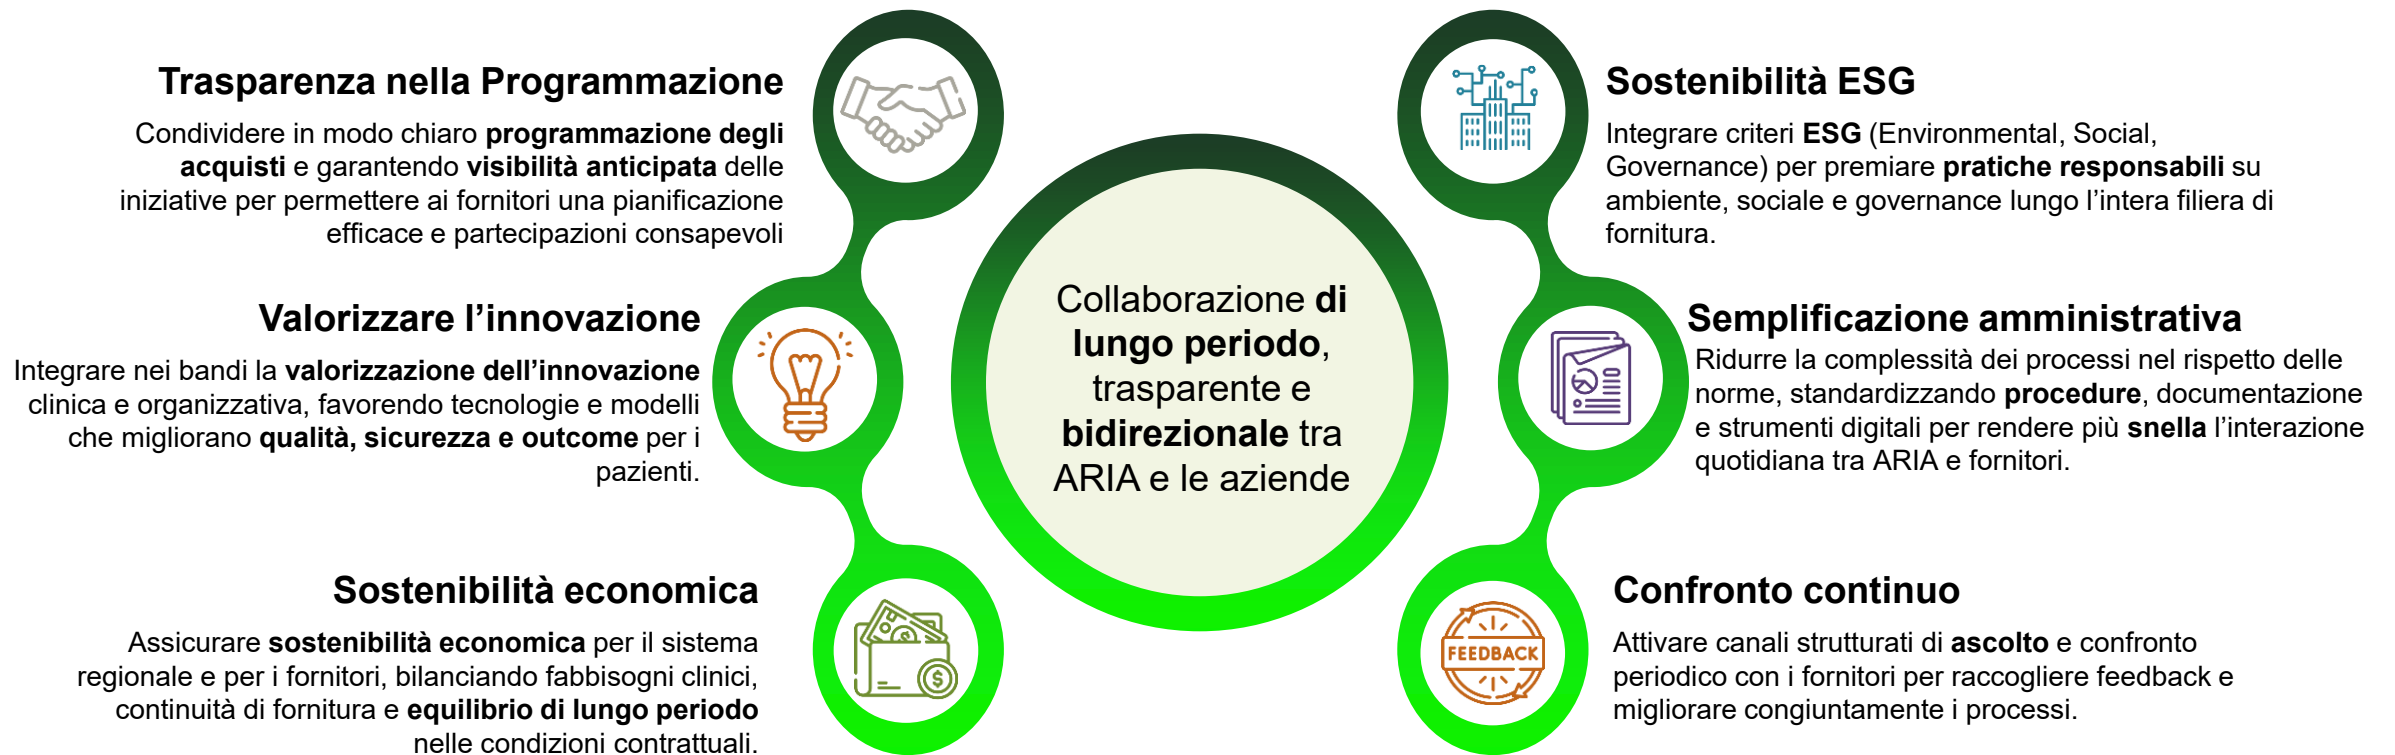 Trasparenza nella Programmazione
Condividere in modo chiaro programmazione degli
acquisti e garantendo visibilità anticipata delle
iniziative per permettere ai fornitori una pianificazione
efficace e partecipazioni consapevoli
Valorizzare l’innovazione
Integrare nei bandi la valorizzazione dell’innovazione
clinica e organizzativa, favorendo tecnologie e modelli
che migliorano qualità, sicurezza e outcome per i
pazienti.
Sostenibilità economica
Assicurare sostenibilità economica per il sistema
regionale e per i fornitori, bilanciando fabbisogni clinici,
continuità di fornitura e equilibrio di lungo periodo
nelle condizioni contrattuali.
Collaborazione di
lungo periodo,
trasparente e
bidirezionale tra
ARIA e le aziende
Sostenibilità ESG
Integrare criteri ESG (Environmental, Social,
Governance) per premiare pratiche responsabili su
ambiente, sociale e governance lungo l’intera filiera di
fornitura.
Semplificazione amministrativa
Ridurre la complessità dei processi nel rispetto delle
norme, standardizzando procedure, documentazione
e strumenti digitali per rendere più snella l’interazione
quotidiana tra ARIA e fornitori.
FEEDBACK
Confronto continuo
Attivare canali strutturati di ascolto e confronto
periodico con i fornitori per raccogliere feedback e
migliorare congiuntamente i processi.